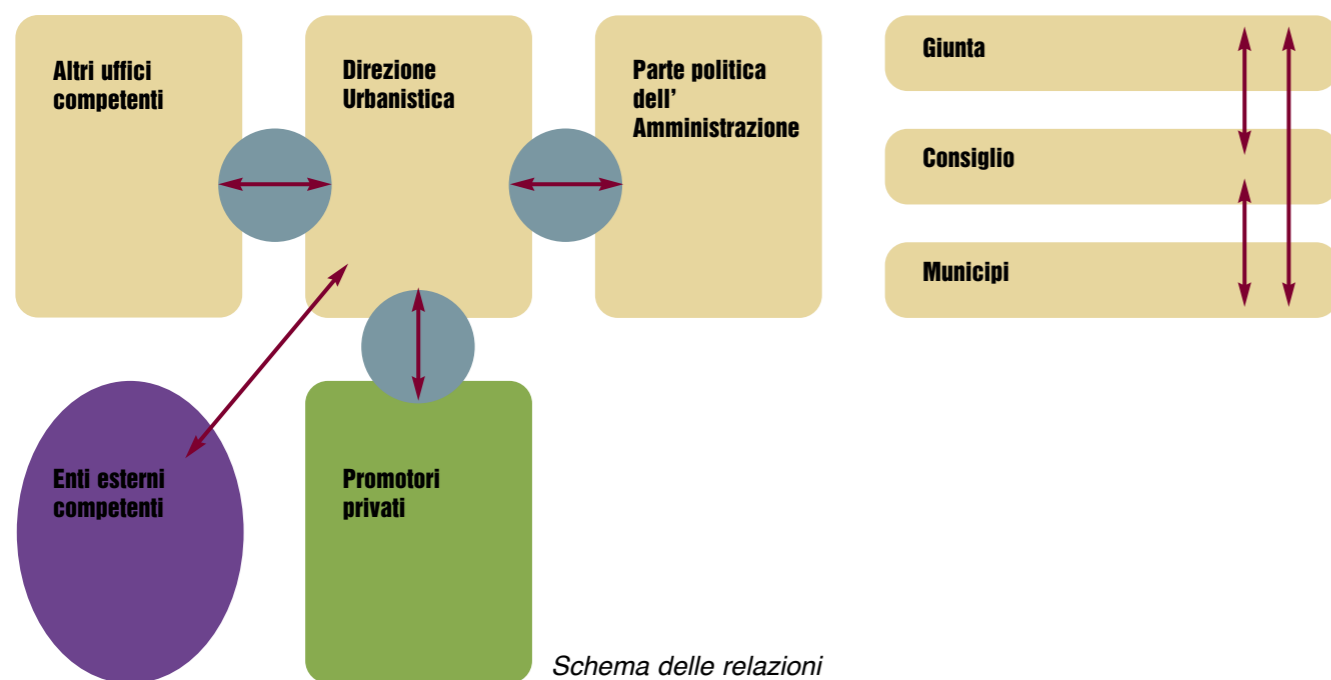 Altri uffici
competenti
Direzione
Urbanistica
Parte politica
dell’
Amministrazione
Giunta
Consiglio
Municipi
Enti esterni
competenti
Promotori
privati
Schema delle relazioni